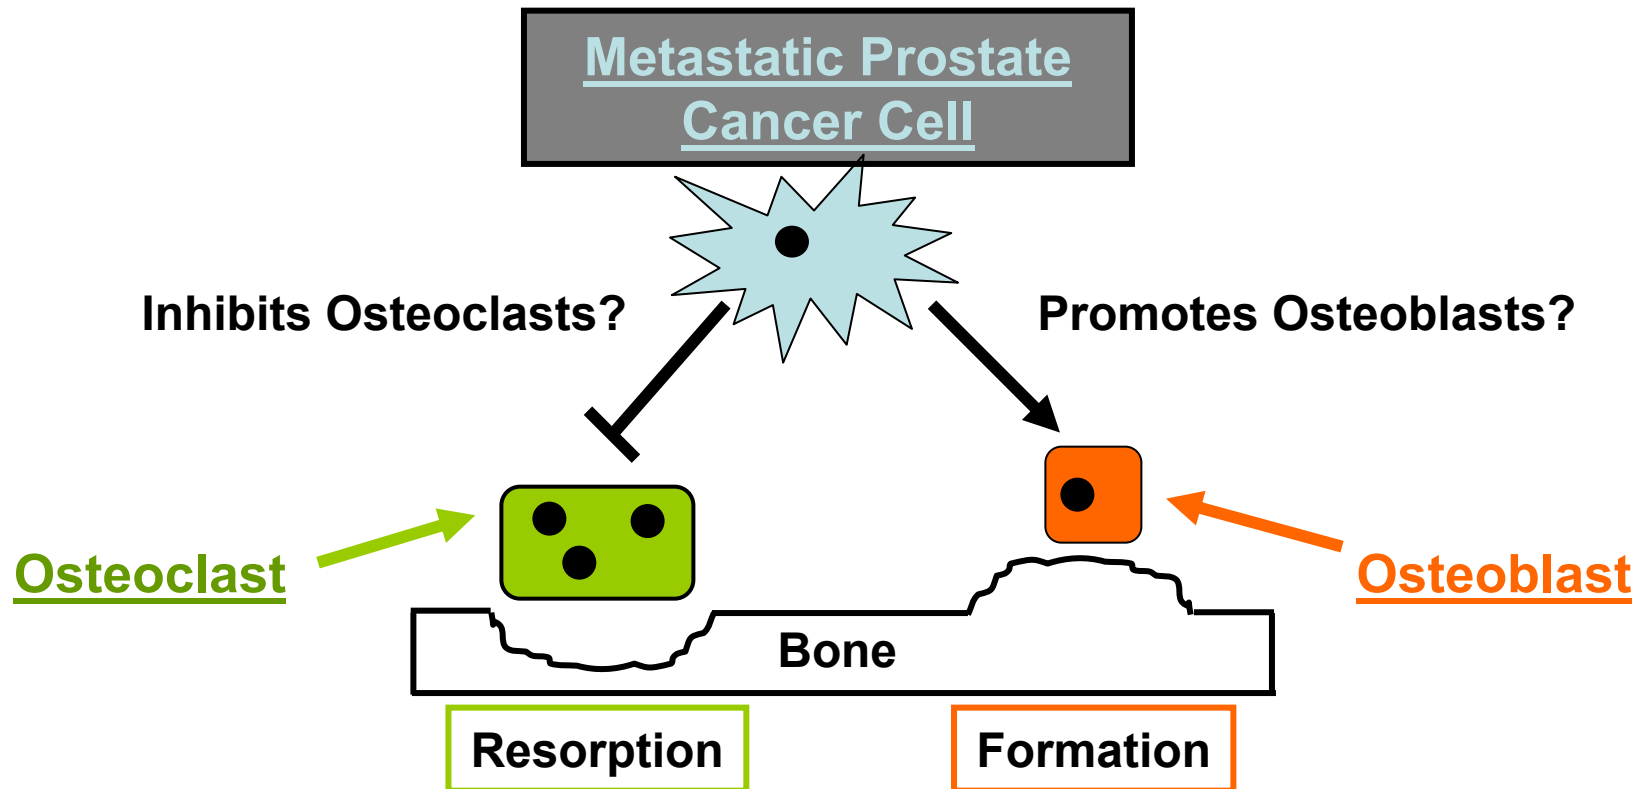 Metastatic Prostate
Cancer Cell
Inhibits Osteoclasts?
Promotes Osteoblasts?
Osteoclast
Osteoblast
Bone
Resorption
Formation